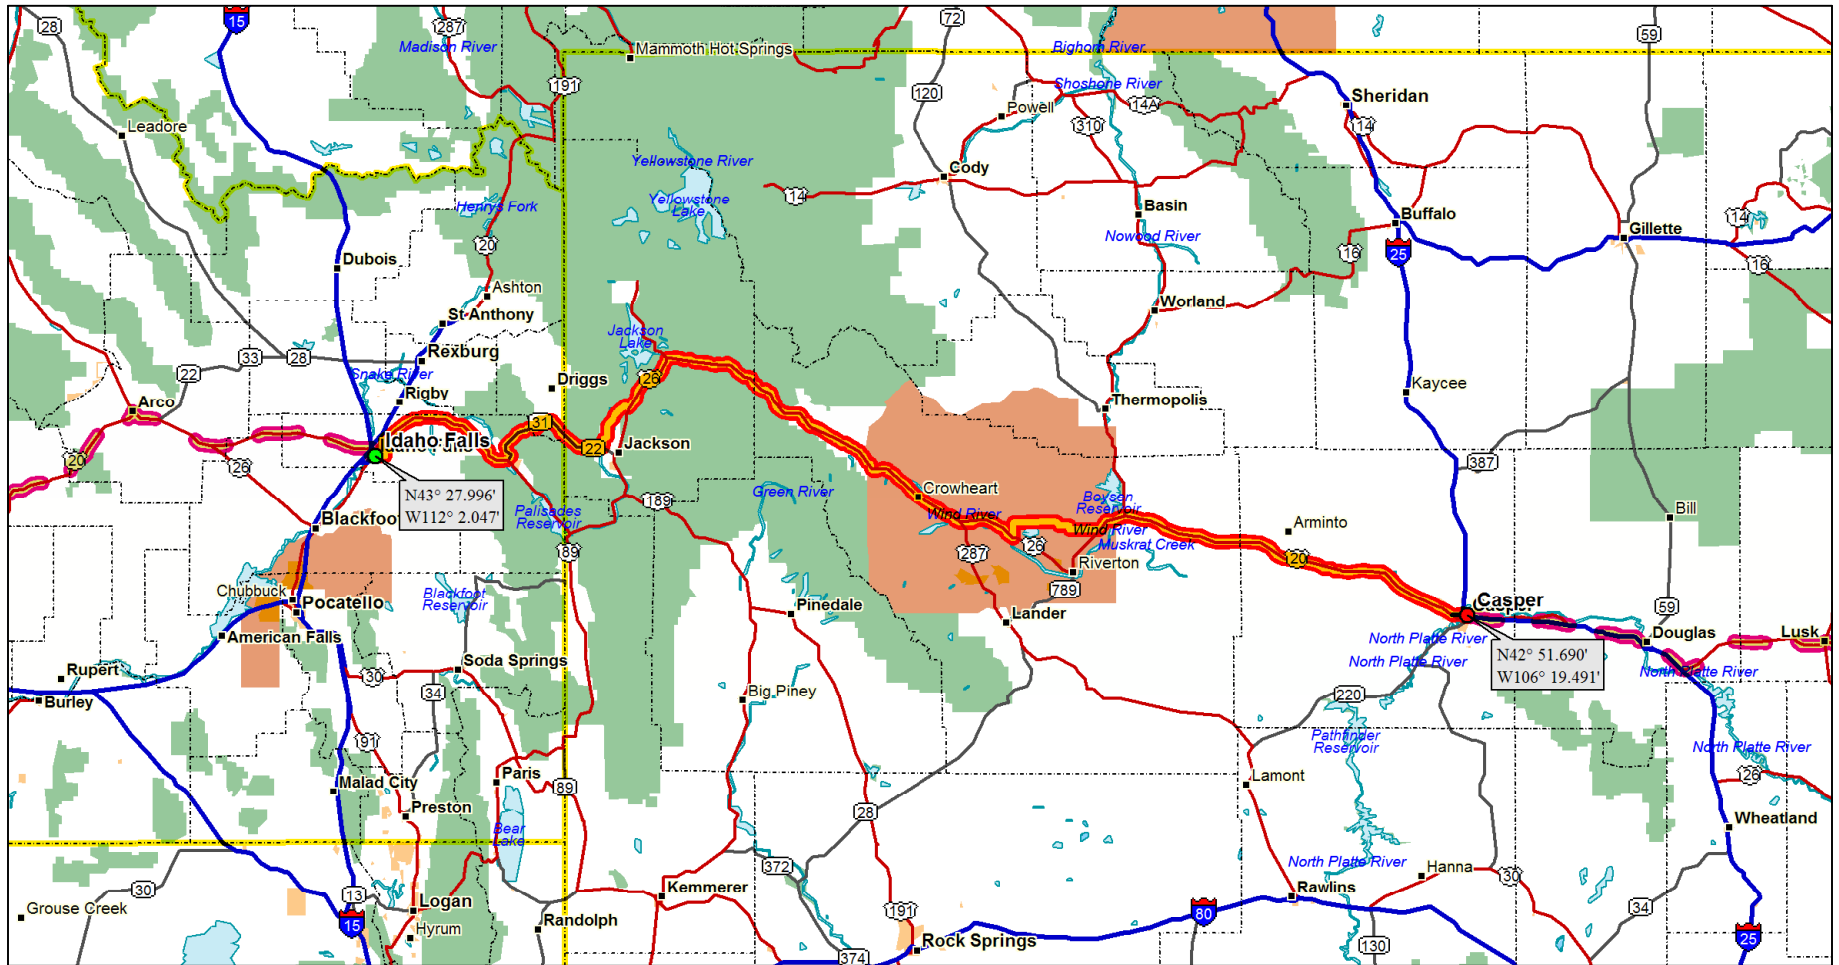 28
15
287
Madison River
72
Bighorn River
59
Mammoth Hot Springs
191
120
Shoshone River
14A
Powell
310
Sheridan
14
Leadore
Yellowstone River
Cody
14
Yellowstone
Lake
Henrys Fork
Basin
Nowood River
Buffalo
14
Gillette
20
16
25
16
Dubois
Ashton
St Anthony
Worland
Jackson
Lake
33
28
22
Rexburg
Snake River
Rigby
Driggs
26
Kaycee
Arco
Thermopolis
31
Idaho Falls
22
Jackson
20
26
387
N43° 27.996'
W112° 2.047'
Crowheart
Green River
189
Boysen
Reservoir
Bill
Blackfoot
Palisades
Reservoir
Wind River
Wind River
Arminto
89
287
26
Muskrat Creek
20
Riverton
789
Chubbuck
Blackfoot
Reservoir
Pocatello
Pinedale
Lander
Casper
59
American Falls
North Platte River
Douglas
Lusk
N42° 51.690'
W106° 19.491'
North Platte River
Rupert
Soda Springs
30
34
North Platte River
Burley
Big Piney
220
91
Pathfinder
Reservoir
North Platte River
Malad City
Paris
89
Lamont
26
Preston
28
Bear
Lake
Wheatland
372
North Platte River
Hanna
30
30
13
Kemmerer
Rawlins
Grouse Creek
Logan
Randolph
191
80
34
15
Hyrum
Rock Springs
130
25
374